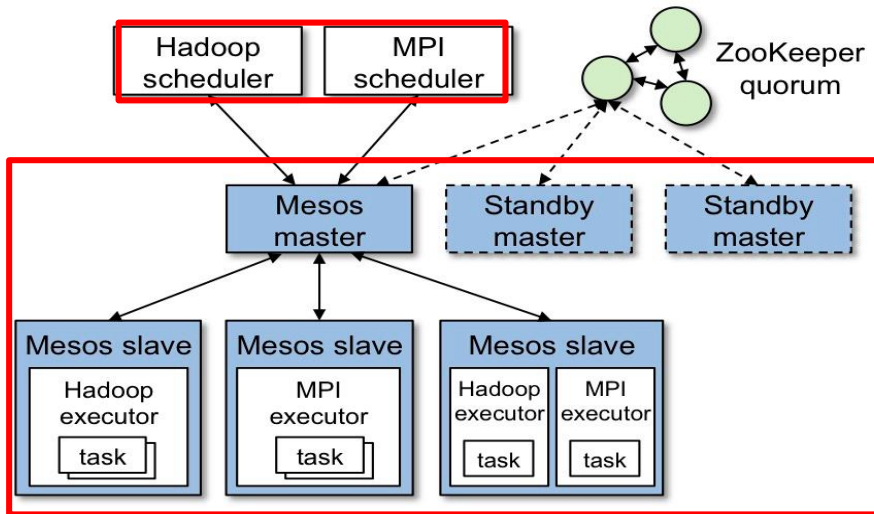 Hadoop
scheduler
MPI
scheduler
ZooKeeper
quorum
Mesos
master
Standby
master
Standby
master
Mesos slave
Hadoop
executor
task
Mesos slave
MPI
executor
task
Mesos slave
Hadoop
executor
task
MPI
executor
task